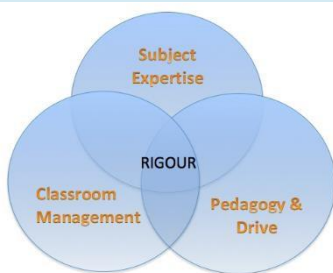 Subject
Expertise
RIGOUR
Classroom
Management
Pedagogy &
Drive